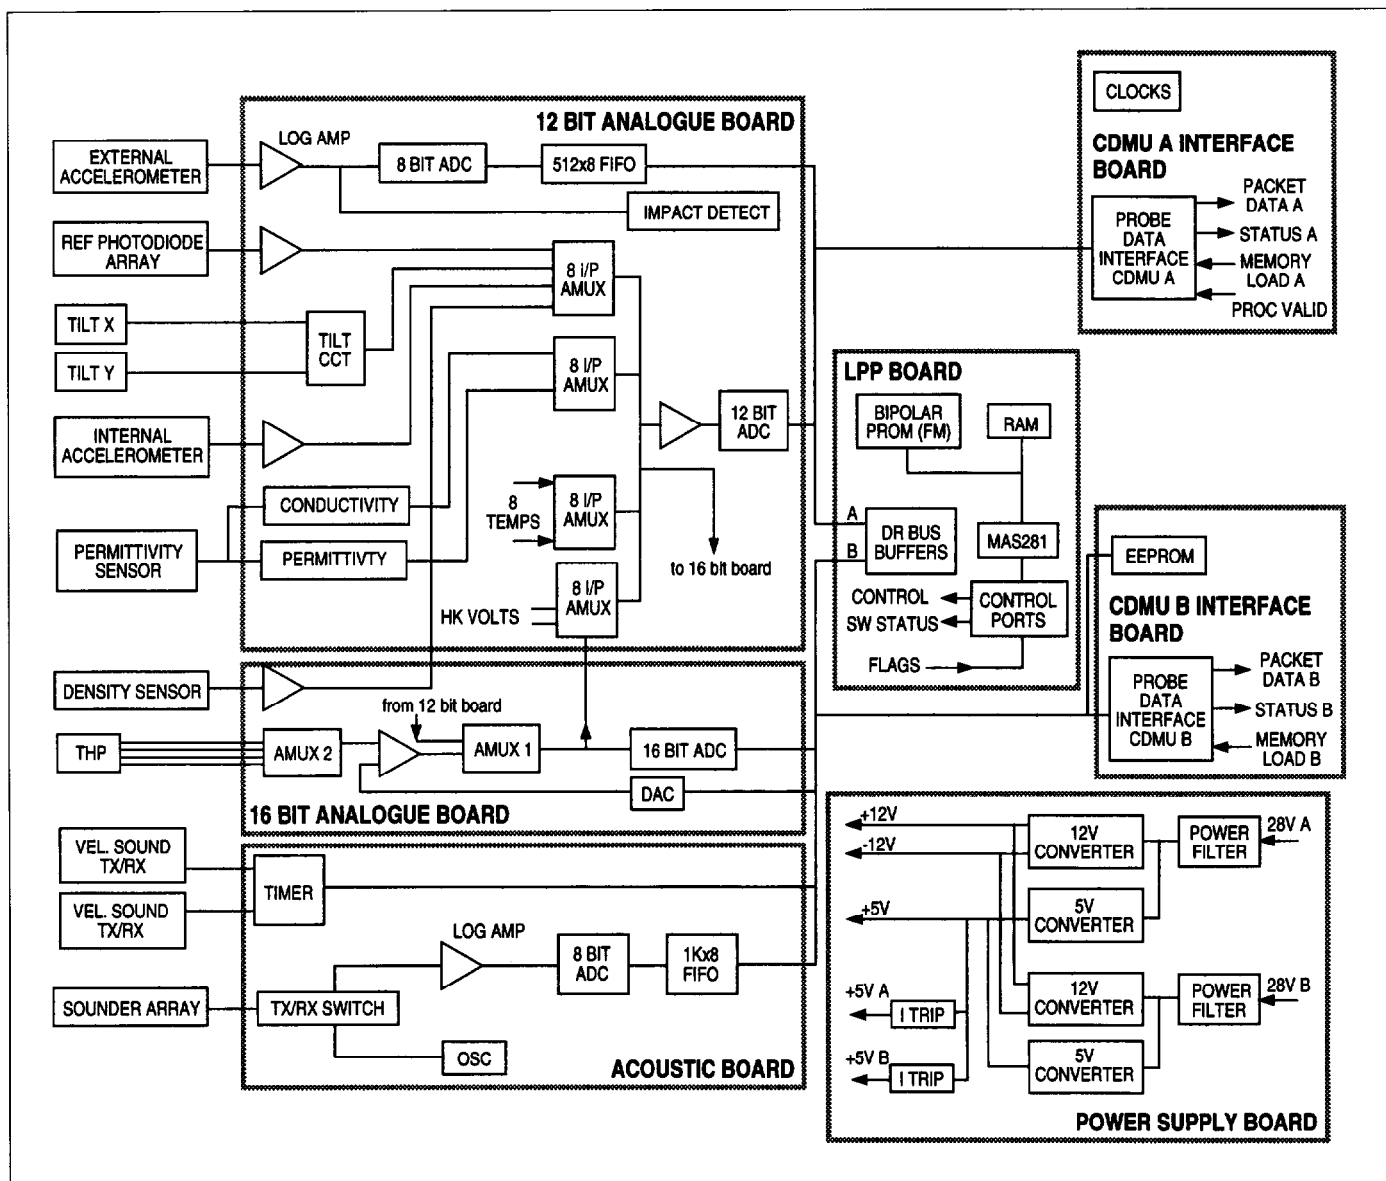 12 BIT ANALOGUE BOARD
LOG AMP
EXTERNAL
ACCELEROMETER
8 BIT ADC
512x8 FIFO
IMPACT DETECT
REF PHOTODIODE
ARRAY
8 I/P
AMUX
TILT X
TILT Y
TILT
CCT
8 I/P
AMUX
12 BIT
ADC
INTERNAL
ACCELEROMETER
CONDUCTIVITY
8
TEMPS
8 I/P
AMUX
PERMITTIVITY
SENSOR
PERMITTIVTY
to 16 bit board
8 I/P
AMUX
HK VOLTS
DENSITY SENSOR
from 12 bit board
THP
AMUX 2
AMUX 1
16 BIT ADC
DAC
16 BIT ANALOGUE BOARD
VEL. SOUND
TX/RX
VEL. SOUND
TX/RX
TIMER
LOG AMP
8 BIT
ADC
1Kx8
FIFO
SOUNDER ARRAY
TX/RX SWITCH
OSC
ACOUSTIC BOARD
CLOCKS
CDMU A INTERFACE
BOARD
PROBE
DATA
INTERFACE
CDMU A
PACKET
DATA A
STATUS A
MEMORY
LOAD A
PROC VALID
LPP BOARD
BIPOLAR
PROM (FM)
RAM
A
B
DR BUS
BUFFERS
MAS281
CONTROL
SW STATUS
CONTROL
PORTS
FLAGS
EEPROM
CDMU B INTERFACE
BOARD
PROBE
DATA
INTERFACE
CDMU B
PACKET
DATA B
STATUS B
MEMORY
LOAD B
+12V
-12V
12V
CONVERTER
POWER
FILTER
28V A
+5V
5V
CONVERTER
+5V A
I TRIP
12V
CONVERTER
POWER
FILTER
28V B
+5V B
I TRIP
5V
CONVERTER
POWER SUPPLY BOARD